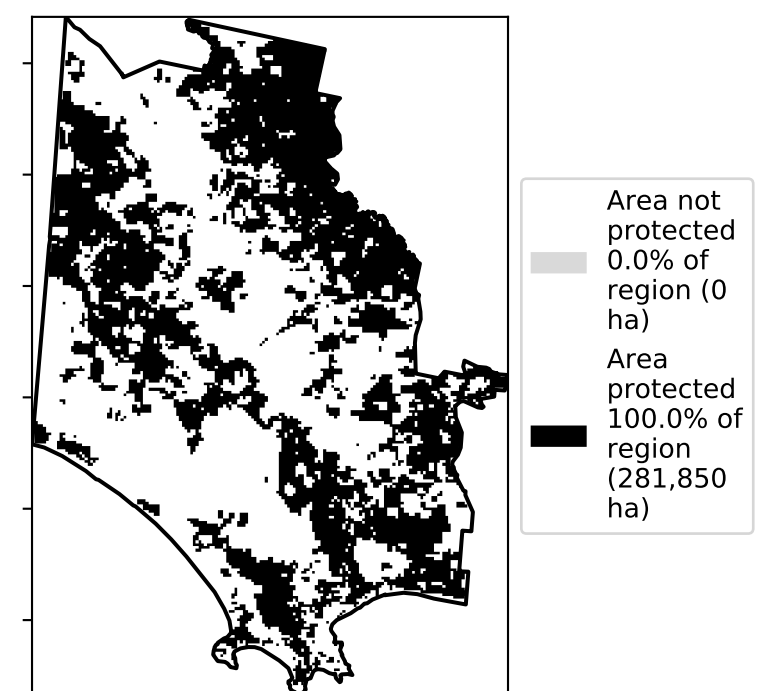 Area not
protected
0.0% of
region (0
ha)
Area
protected
100.0% of
region
(281,850
ha)